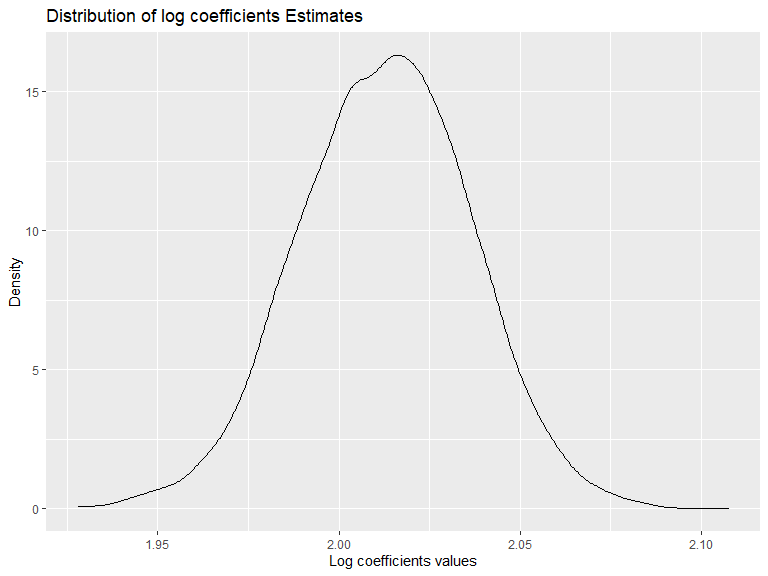 Distribution of log coefficients Estimates
15
10
5
0
Density
1.95 2.00 2.05 2.10
Log coefficients values